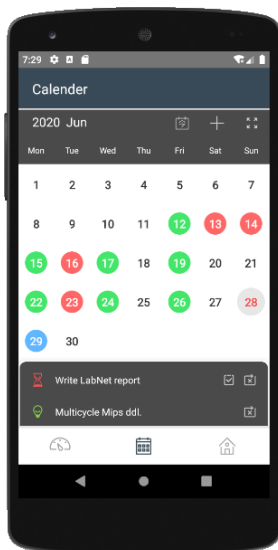 7:29
Calender
2020 Jun
Mon Tue Wed Thu Fri Sat Sun
1 2 3 4 5 6 7
8 9 10 11 12 13 14
15 16 17 18 19 20 21
22 23 24 25 26 27 28
29 30
Write LabNet report
Multicycle Mips ddl.